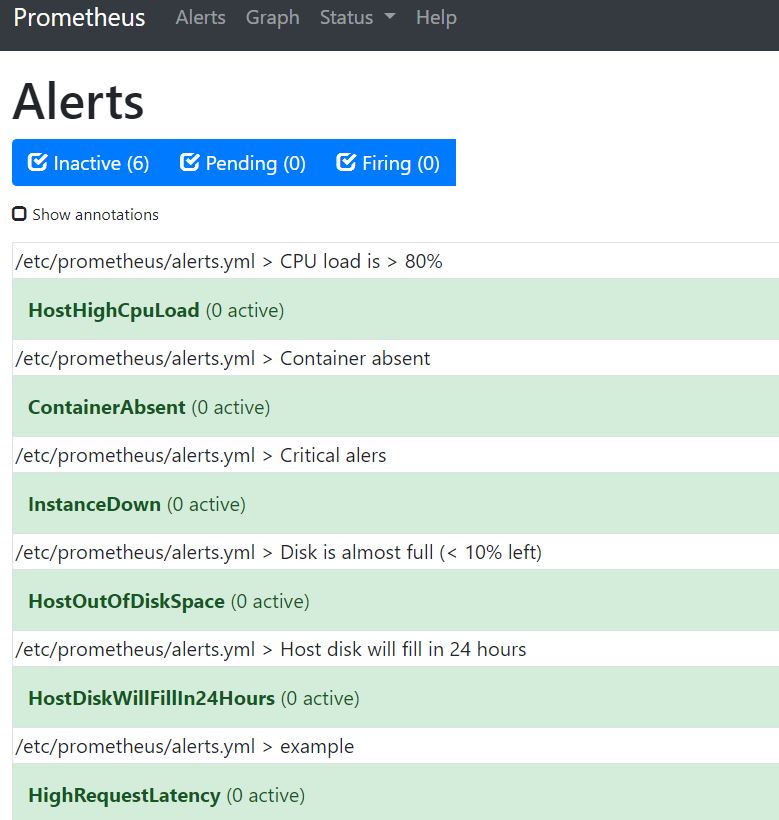 Prometheus Alerts Graph Status Help
Alerts
Inactive (6) Pending (0) Firing (0)
Show annotations
/etc/prometheus/alerts.yml > CPU load is > 80%
HostHighCpuLoad (0 active)
/etc/prometheus/alerts.yml > Container absent
ContainerAbsent (0 active)
/etc/prometheus/alerts.yml > Critical alers
InstanceDown (0 active)
/etc/prometheus/alerts.yml > Disk is almost full (< 10% left)
HostOutOfDiskSpace (0 active)
/etc/prometheus/alerts.yml > Host disk will fill in 24 hours
HostDiskWillFillIn24Hours (0 active)
/etc/prometheus/alerts.yml > example
HighRequestLatency (0 active)